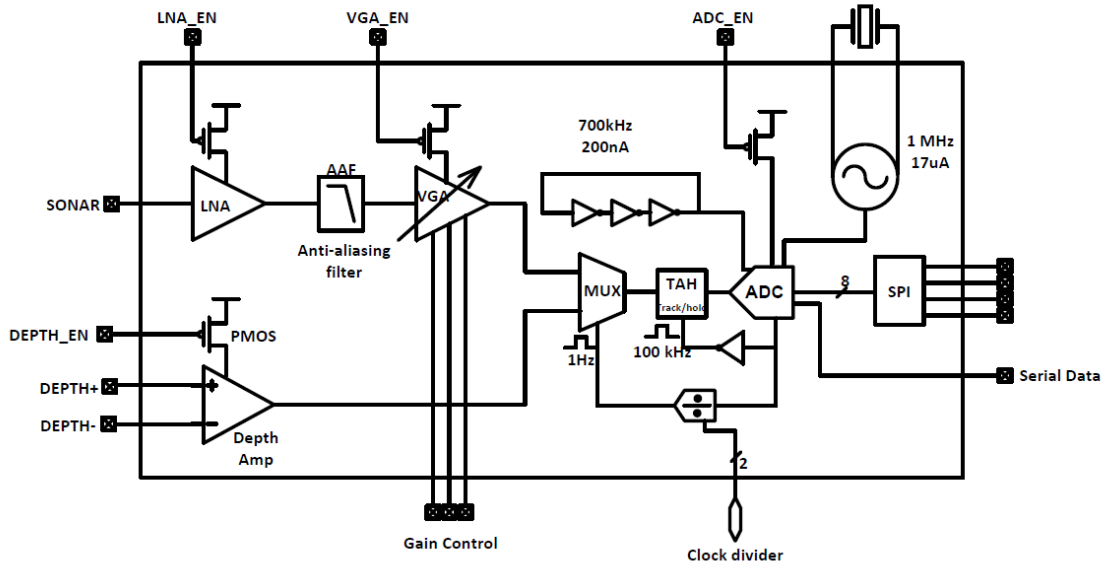 LNA_EN
VGA_EN
ADC_EN
700kHz
200nA
1 MHz
17uA
AAF
SONAR
LNA
VGA
Anti-aliasing
filter
MUX
TAH
Track/hold
ADC
8
SPI
DEPTH_EN
PMOS
1Hz
100 kHz
Serial Data
DEPTH+
+
DEPTH-
-
Depth
Amp
÷
2
Gain Control
Clock divider